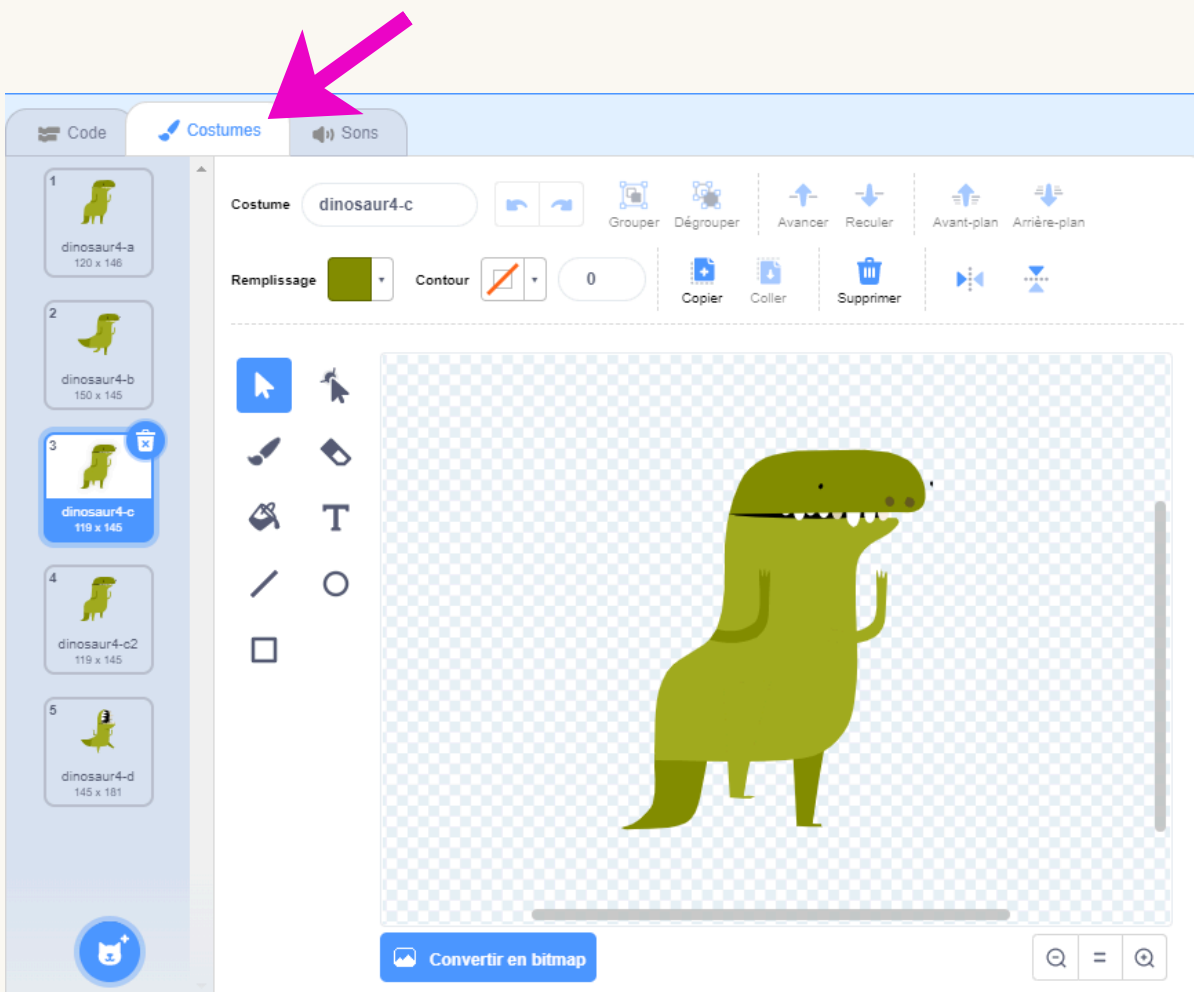 Code
Costumes
Sons
1
dinosaur4-a
120 x 146
2
dinosaur4-b
150 x 145
3
dinosaur4-c
119 x 145
4
dinosaur4-c2
119 x 145
5
dinosaur4-d
145 x 181
Costume dinosaur4-c
Grouper Dégrouper Avancer Reculer Avant-plan Arrière-plan
Remplissage Contour 0
Copier Coller Supprimer
T
Convertir en bitmap
=